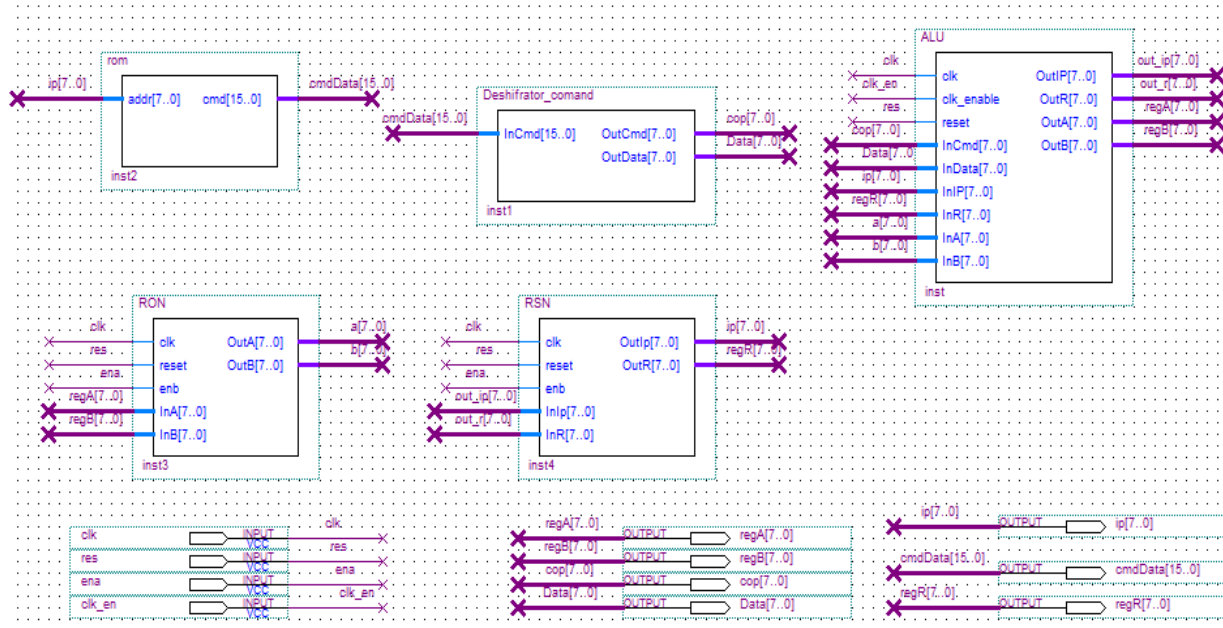 rom
ip[7..0]
addr[7..0] cmd[15..0]
cmdData[15..0]
inst2
Deshifrator_comand
cmdData[15..0]
InCmd[15..0] OutCmd[7..0]
OutData[7..0]
cop[7..0]
Data[7..0]
inst1
ALU
clk
clk_en
res
cop[7..0]
Data[7..0]
ip[7..0]
regR[7..0]
a[7..0]
b[7..0]
clk OutIP[7..0]
clk_enable OutR[7..0]
reset OutA[7..0]
InCmd[7..0] OutB[7..0]
InData[7..0]
InIP[7..0]
InR[7..0]
InA[7..0]
InB[7..0]
out_ip[7..0]
out_r[7..0]
regA[7..0]
regB[7..0]
inst
RON
clk
res
ena
regA[7..0]
regB[7..0]
clk OutA[7..0]
reset OutB[7..0]
enb
InA[7..0]
InB[7..0]
a[7..0]
b[7..0]
inst3
RSN
clk
res
ena
out_ip[7..0]
out_r[7..0]
clk OutIp[7..0]
reset OutR[7..0]
enb
InIp[7..0]
InR[7..0]
ip[7..0]
regR[7..0]
inst4
clk INPUT VCC clk
res INPUT VCC res
ena INPUT VCC ena
clk_en INPUT VCC clk_en
regA[7..0] OUTPUT regA[7..0]
regB[7..0] OUTPUT regB[7..0]
cop[7..0] OUTPUT cop[7..0]
Data[7..0] OUTPUT Data[7..0]
ip[7..0] OUTPUT ip[7..0]
cmdData[15..0] OUTPUT cmdData[15..0]
regR[7..0] OUTPUT regR[7..0]